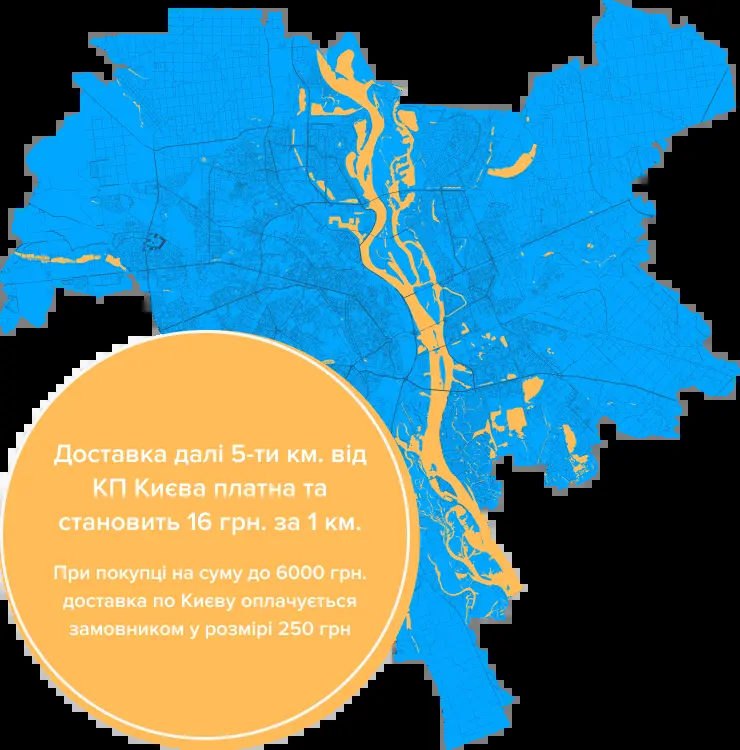 Доставка далі 5-ти км. від
КП Києва платна та
становить 16 грн. за 1 км.
При покупці на суму до 6000 грн.
доставка по Києву оплачується
замовником у розмірі 250 грн